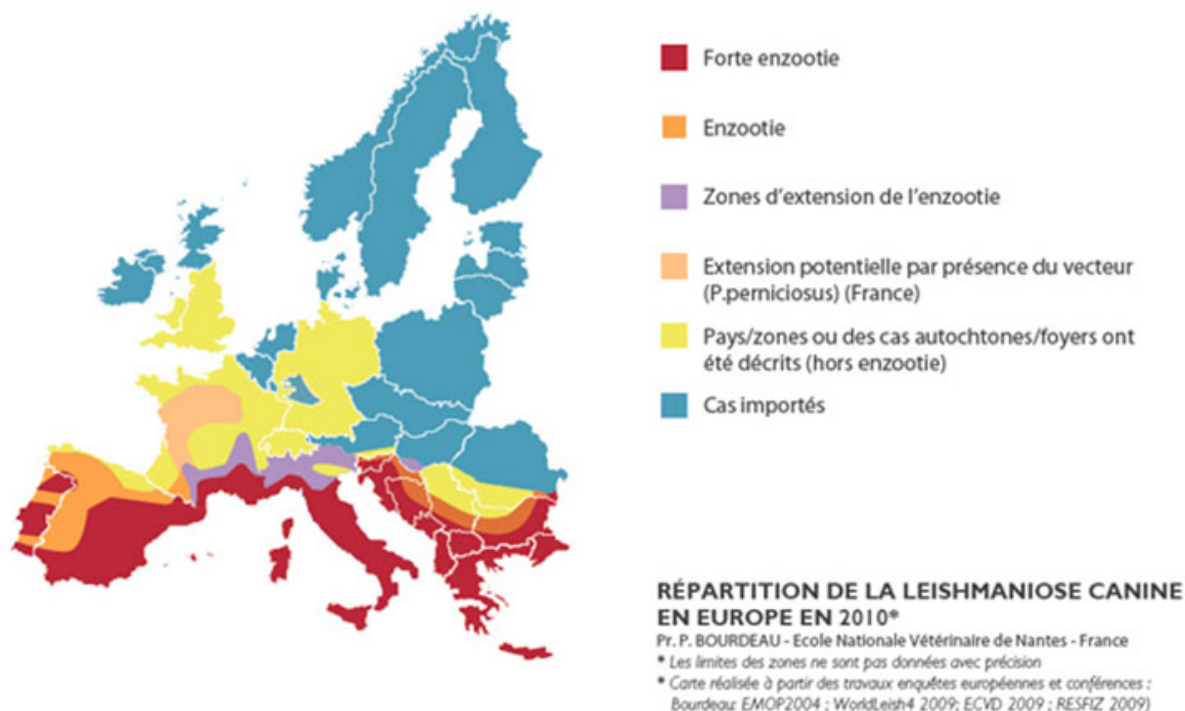 Forte enzootie
Enzootie
Zones d'extension de l'enzootie
Extension potentielle par présence du vecteur
(P.perniciosus) (France)
Pays/zones ou des cas autochtones/foyers ont
été décrits (hors enzootie)
Cas importés
RÉPARTITION DE LA LEISHMANIOSE CANINE
EN EUROPE EN 2010*
Pr. P. BOURDEAU - Ecole Nationale Vétérinaire de Nantes - France
* Les limites des zones ne sont pas données avec précision
* Carte réalisée à partir des travaux enquêtes européennes et conférences :
Bourdeau: EMOP2004 ; WorldLeish4 2009; ECVD 2009 ; RESFIZ 2009)